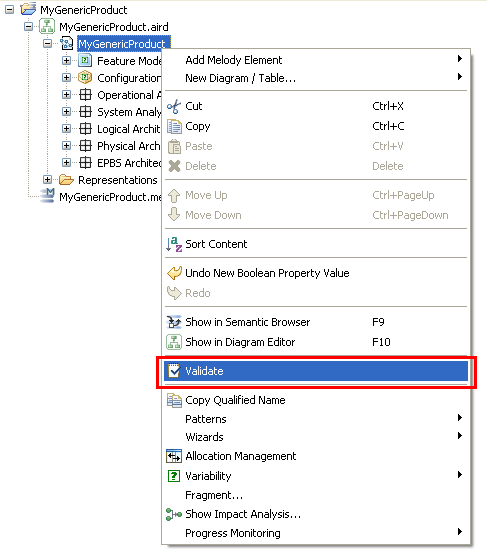 MyGenericProduct
MyGenericProduct.aird
MyGenericProduct
Feature Mode
Configuration
Operational A
System Analy
Logical Archit
Physical Archit
EPBS Architec
Representations
MyGenericProduct.me
Add Melody Element
New Diagram / Table...
Cut Ctrl+X
Copy Ctrl+C
Paste Ctrl+V
Delete Delete
Move Up Ctrl+PageUp
Move Down Ctrl+PageDown
Sort Content
Undo New Boolean Property Value
Redo
Show in Semantic Browser F9
Show in Diagram Editor F10
Validate
Copy Qualified Name
Patterns
Wizards
Allocation Management
Variability
Fragment...
Show Impact Analysis...
Progress Monitoring